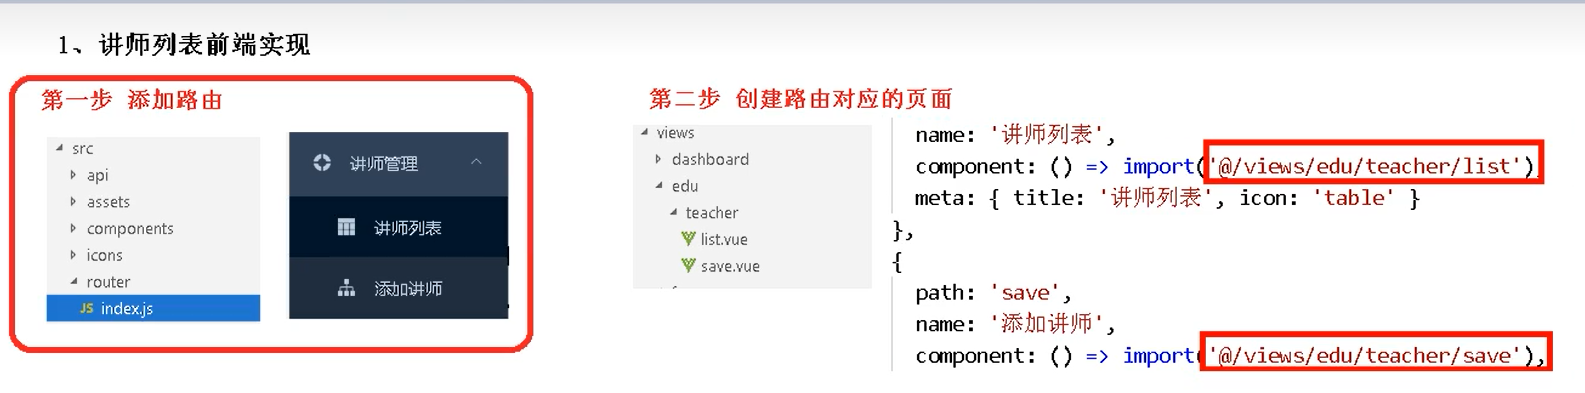 1、讲师列表前端实现
第一步 添加路由
src
api
assets
components
icons
router
JS index.js
讲师管理
讲师列表
添加讲师
第二步 创建路由对应的页面
views
dashboard
edu
teacher
list.vue
save.vue
name: '讲师列表',
component: () => import('@/views/edu/teacher/list')
meta: { title: '讲师列表', icon: 'table' }
},
{
path: 'save',
name: '添加讲师',
component: () => import('@/views/edu/teacher/save'),